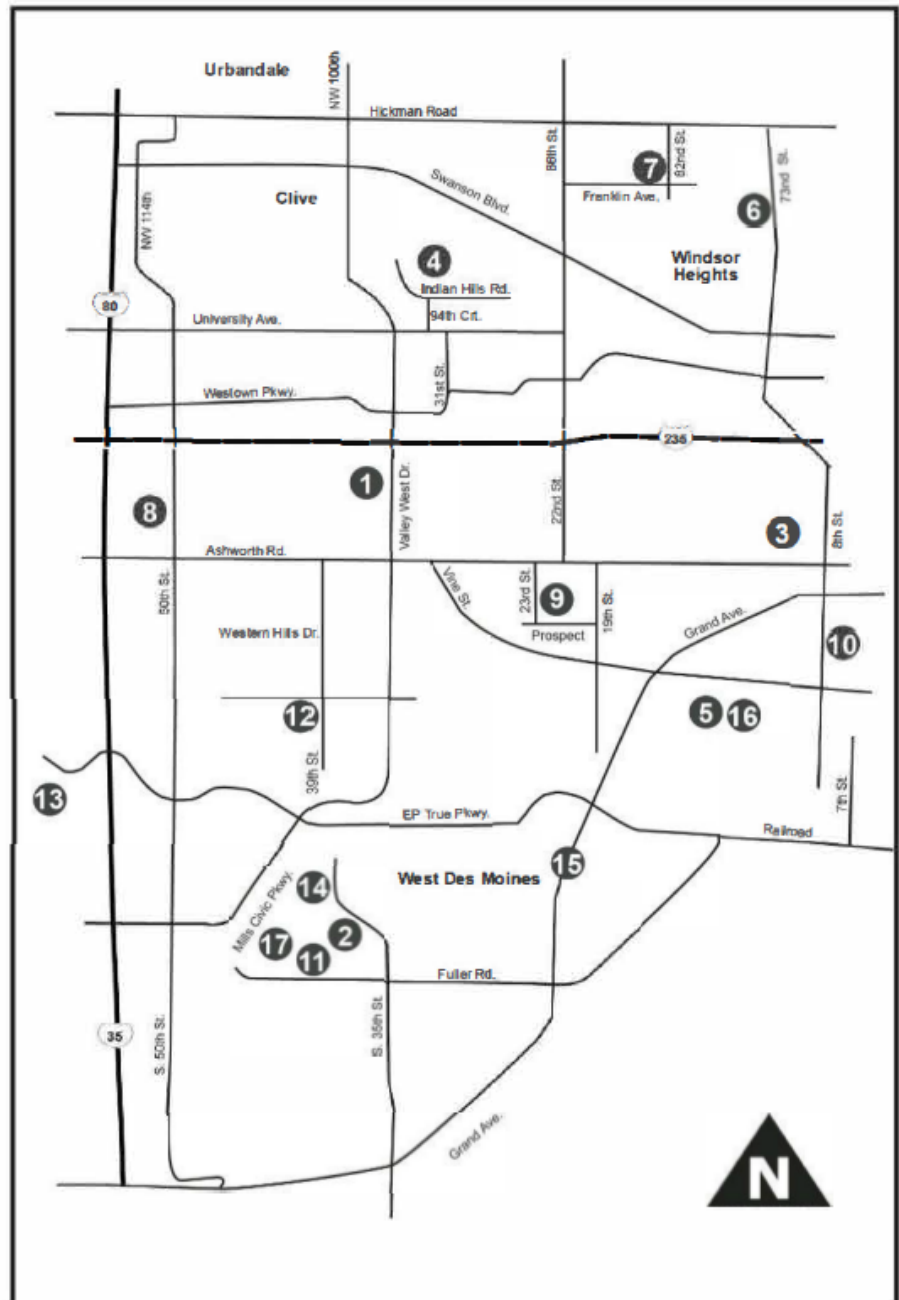 Urbandale
NW 100th
Hickman Road
86th St.
82nd St.
7
73rd St.
Franklin Ave.
Swanson Blvd.
Clive
6
NW 114th
Windsor
Heights
4
Indian Hills Rd.
80
94th Crt.
University Ave.
31st St.
Westown Pkwy.
235
1
Valley West Dr.
22nd St.
8
3
8th St.
Ashworth Rd.
50th St.
Vine St.
23rd St.
9
19th St.
Prospect
Grand Ave.
Western Hills Dr.
10
12
5
16
39th St.
7th St.
13
EP True Pkwy.
Railroad
15
West Des Moines
14
Mills Civic Pkwy.
2
17
11
Fuller Rd.
35
S. 50th St.
S. 35th St.
Grand Ave.
N